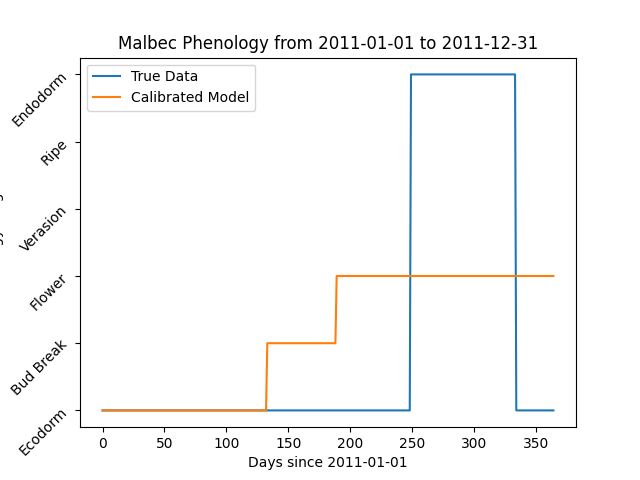 Malbec Phenology from 2011-01-01 to 2011-12-31
True Data
Calibrated Model
Endodorm
Ripe
Verasion
Flower
Bud Break
Ecodorm
0 50 100 150 200 250 300 350
Days since 2011-01-01